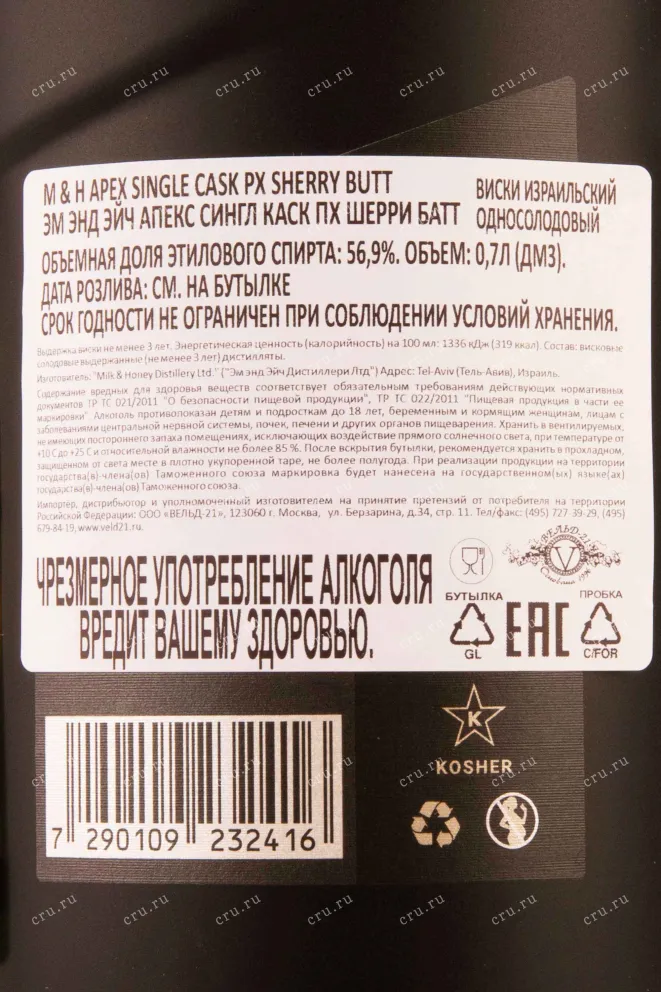 M & H APEX SINGLE CASK PX SHERRY BUTT
ЭМ ЭНД ЭЙЧ АПЕКС СИНГЛ КАСК ПХ ШЕРРИ БАТТ
ВИСКИ ИЗРАИЛЬСКИЙ
ОДНОСОЛОДОВЫЙ
ОБЪЕМНАЯ ДОЛЯ ЭТИЛОВОГО СПИРТА: 56,9%. ОБЪЕМ: 0,7Л (ДМ3).
ДАТА РОЗЛИВА: СМ. НА БУТЫЛКЕ
СРОК ГОДНОСТИ НЕ ОГРАНИЧЕН ПРИ СОБЛЮДЕНИИ УСЛОВИЙ ХРАНЕНИЯ.
Выдержка виски не менее 3 лет. Энергетическая ценность (калорийность) на 100 мл: 1336 кДж (319 ккал). Состав: висковые
солодовые выдержанные (не менее 3 лет) дистилляты.
Изготовитель: "Milk & Honey Distillery Ltd." ("Эм энд Эйч Дистиллери Лтд") Адрес: Tel-Aviv (Тель-Авив), Израиль.
Содержание вредных для здоровья веществ соответствует обязательным требованиям действующих нормативных
документов ТР ТС 021/2011 "О безопасности пищевой продукции", ТР ТС 022/2011 "Пищевая продукция в части ее
маркировки". Алкоголь противопоказан детям и подросткам до 18 лет, беременным и кормящим женщинам, лицам с
заболеваниями центральной нервной системы, почек, печени и других органов пищеварения. Хранить в вентилируемых,
не имеющих постороннего запаха помещениях, исключающих воздействие прямого солнечного света, при температуре от
+10 С до +25 С и относительной влажности не более 85 %. После вскрытия бутылки, рекомендуется хранить в прохладном,
защищенном от света месте в плотно укупоренной таре, не более полугода. При реализации продукции на территории
государства(в)-члена(ов) Таможенного союза маркировка будет нанесена на государственном(ых) языке(ах)
государств(а)-члена(ов) Таможенного союза.
Импортер, дистрибьютор и уполномоченный изготовителем на принятие претензий от потребителя на территории
Российской Федерации: ООО «ВЕЛЬД-21», 123060 г. Москва, ул. Берзарина, д.34, стр. 11. Тел/факс: (495) 727-39-29, (495)
679-84-19, www.veld21.ru.
ЧРЕЗМЕРНОЕ УПОТРЕБЛЕНИЕ АЛКОГОЛЯ
ВРЕДИТ ВАШЕМУ ЗДОРОВЬЮ.
ВЕЛЬД 21
V
БУТЫЛКА
GL
EAC
ПРОБКА
C/FOR
K
KOSHER
7 290109 232416
cru.ru